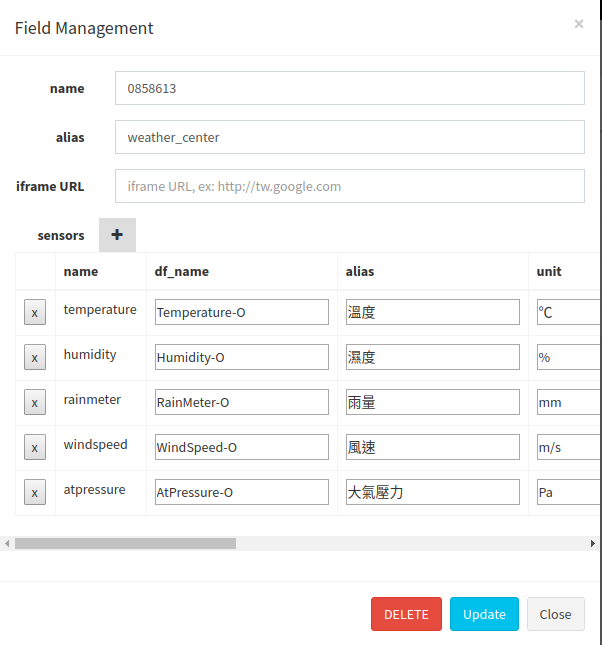 Field Management ×
name 0858613
alias weather_center
iframe URL iframe URL, ex: http://tw.google.com
sensors +
name df_name alias unit
x temperature Temperature-O 溫度 ℃
x humidity Humidity-O 濕度 %
x rainmeter RainMeter-O 雨量 mm
x windspeed WindSpeed-O 風速 m/s
x atpressure AtPressure-O 大氣壓力 Pa
DELETE Update Close